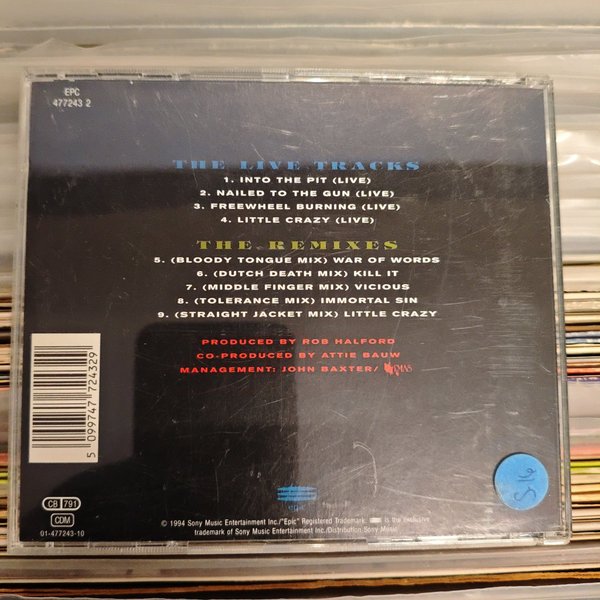 EPC
477243 2
THE LIVE TRACKS
1. INTO THE PIT (LIVE)
2. NAILED TO THE GUN (LIVE)
3. FREEWHEEL BURNING (LIVE)
4. LITTLE CRAZY (LIVE)
THE REMIXES
5. (BLOODY TONGUE MIX) WAR OF WORDS
6. (DUTCH DEATH MIX) KILL IT
7. (MIDDLE FINGER MIX) VICIOUS
8. (TOLERANCE MIX) IMMORTAL SIN
9. (STRAIGHT JACKET MIX) LITTLE CRAZY
PRODUCED BY ROB HALFORD
CO-PRODUCED BY ATTIE BAUW
MANAGEMENT: JOHN BAXTER/
5 099747 724329
CB 791
CDM
01-477243-10
© 1994 Sony Music Entertainment Inc./"Epic" Registered Trademark. is the exclusive
trademark of Sony Music Entertainment Inc./Distribution Sony Music